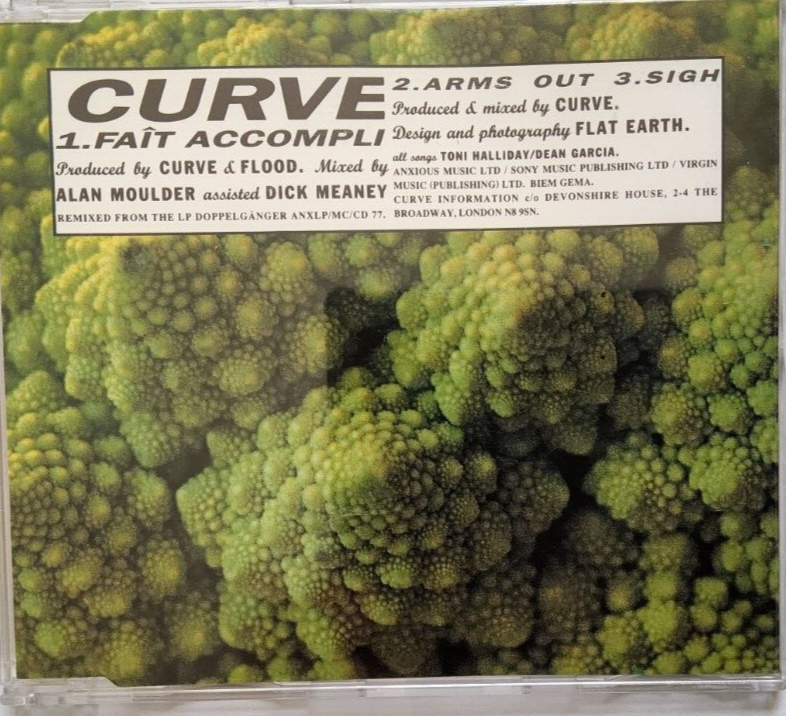 CURVE
1.FAÎT ACCOMPLI
Produced by CURVE & FLOOD. Mixed by
ALAN MOULDER assisted DICK MEANEY
REMIXED FROM THE LP DOPPELGÄNGER ANXLP/MC/CD 77.
2.ARMS OUT 3.SIGH
Produced & mixed by CURVE.
Design and photography FLAT EARTH.
all songs TONI HALLIDAY/DEAN GARCIA.
ANXIOUS MUSIC LTD / SONY MUSIC PUBLISHING LTD / VIRGIN
MUSIC (PUBLISHING) LTD. BIEM GEMA.
CURVE INFORMATION c/o DEVONSHIRE HOUSE, 2-4 THE
BROADWAY, LONDON N8 9SN.